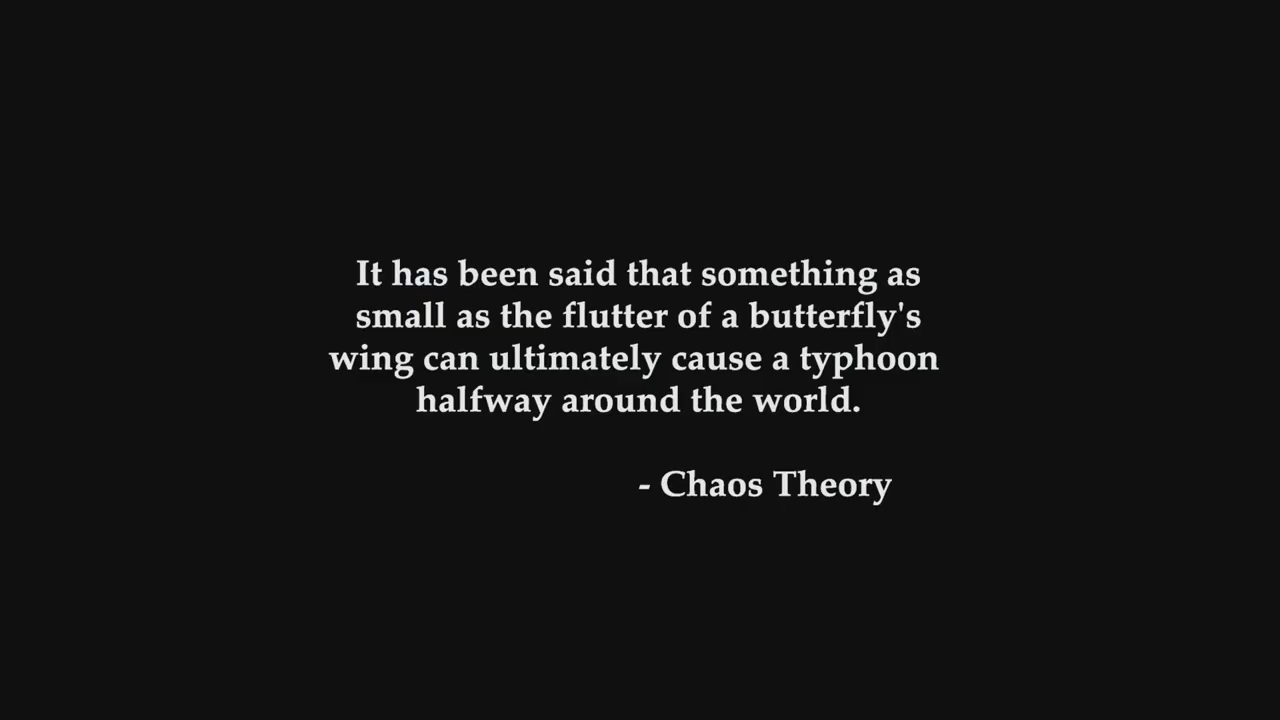 It has been said that something as
small as the flutter of a butterfly's
wing can ultimately cause a typhoon
halfway around the world.
- Chaos Theory